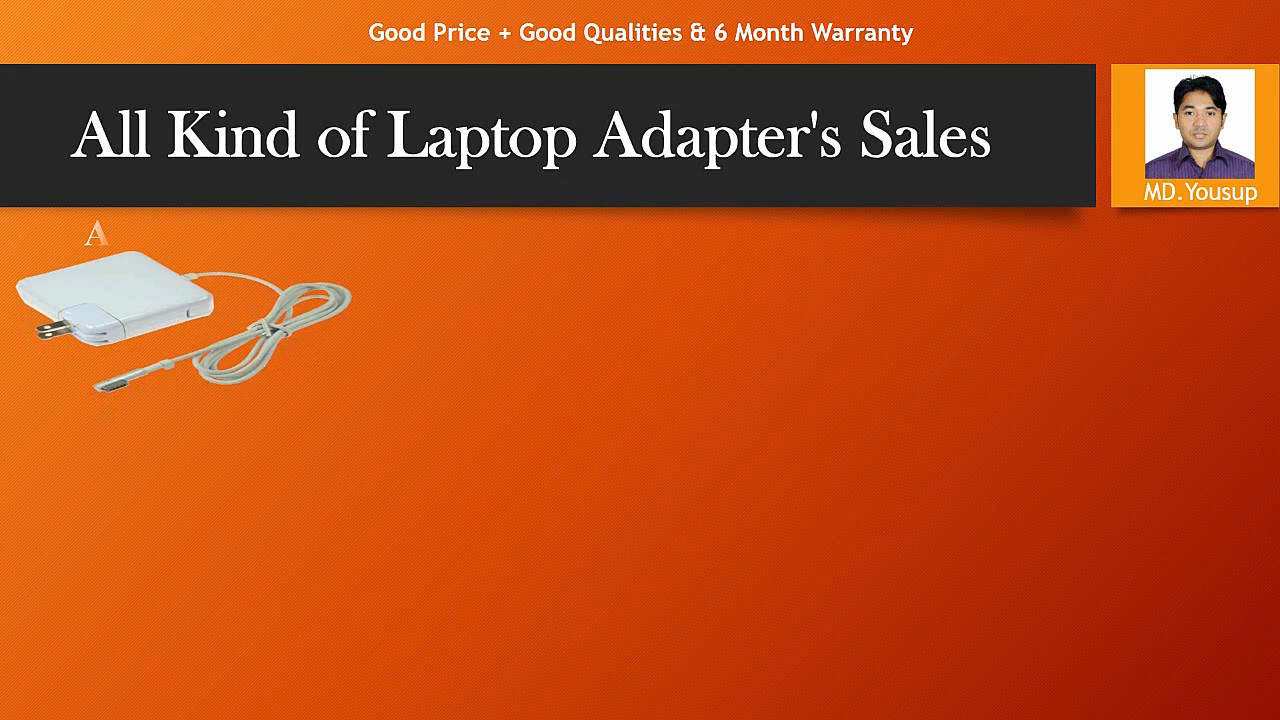 Good Price + Good Qualities & 6 Month Warranty
All Kind of Laptop Adapter's Sales
MD.Yousup
A